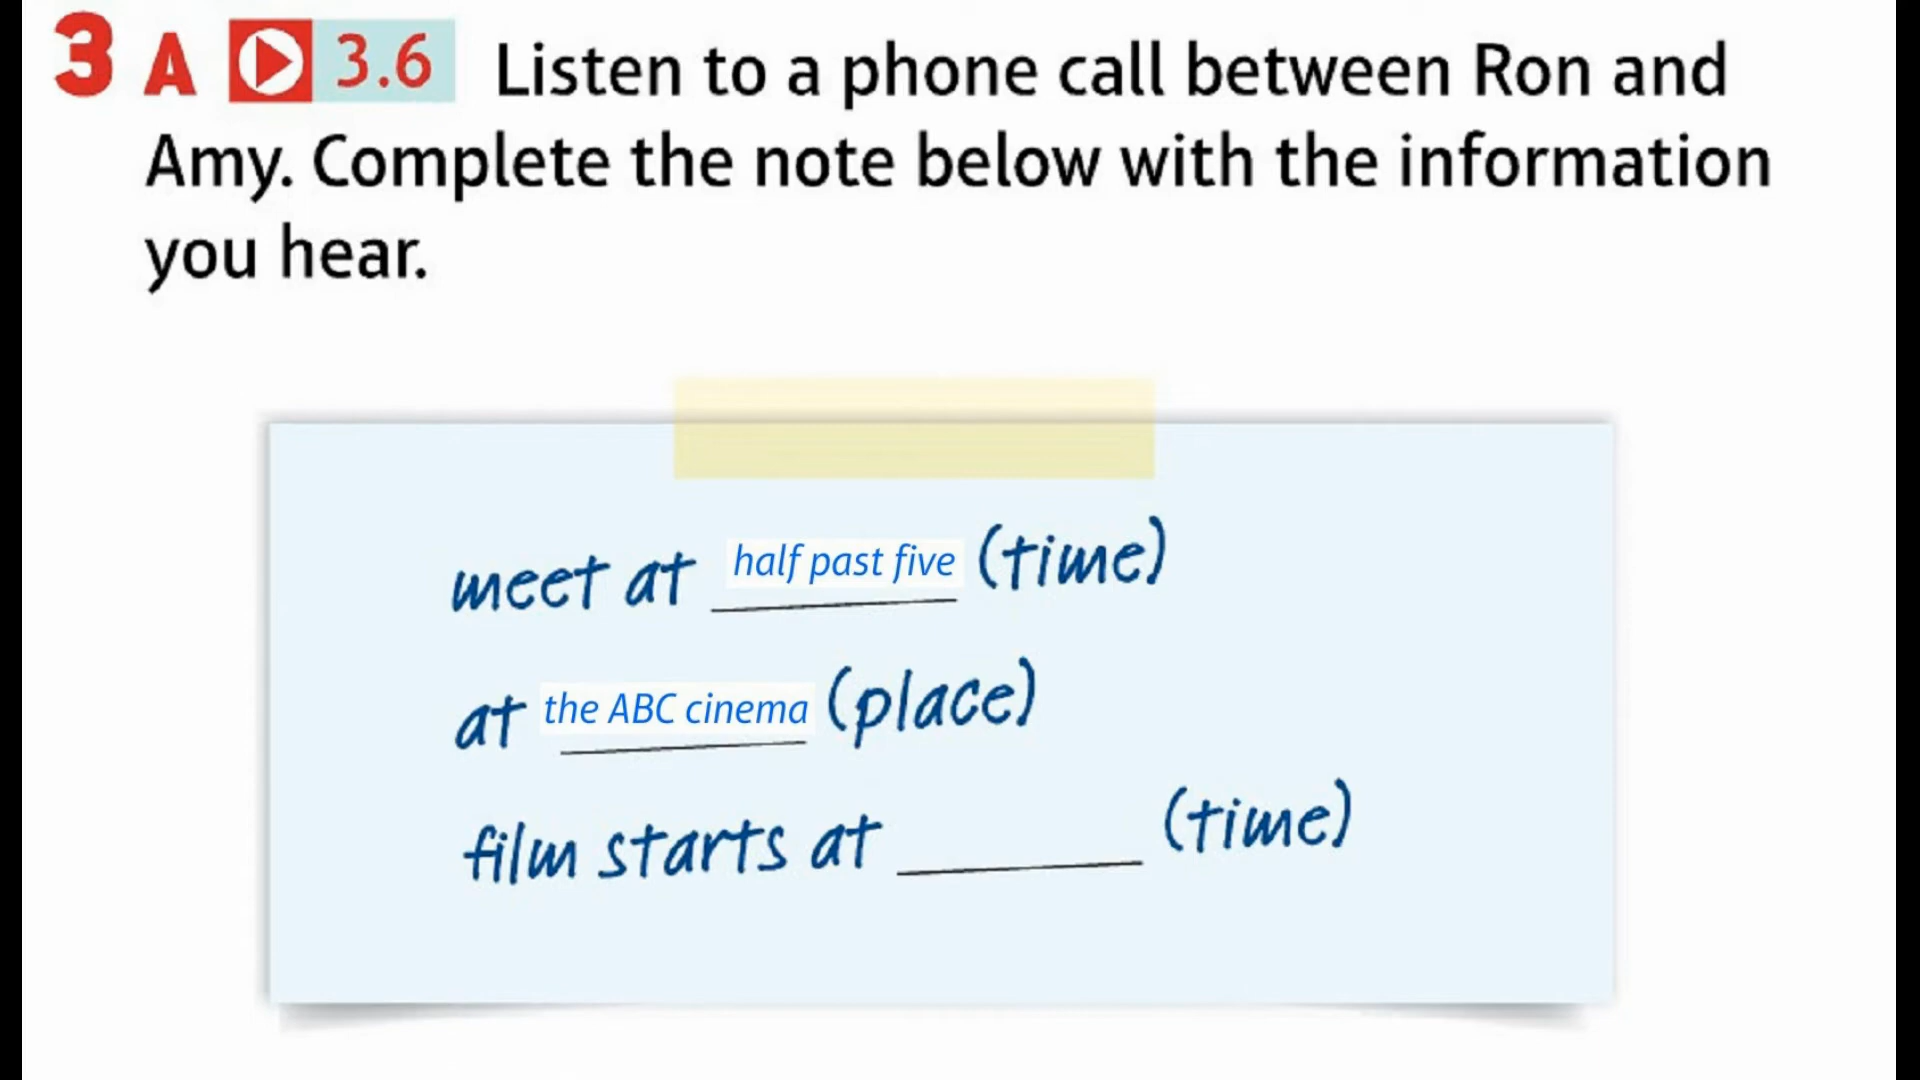 3 A 3.6 Listen to a phone call between Ron and
Amy. Complete the note below with the information
you hear.
meet at half past five (time)
at the ABC cinema (place)
film starts at ________ (time)